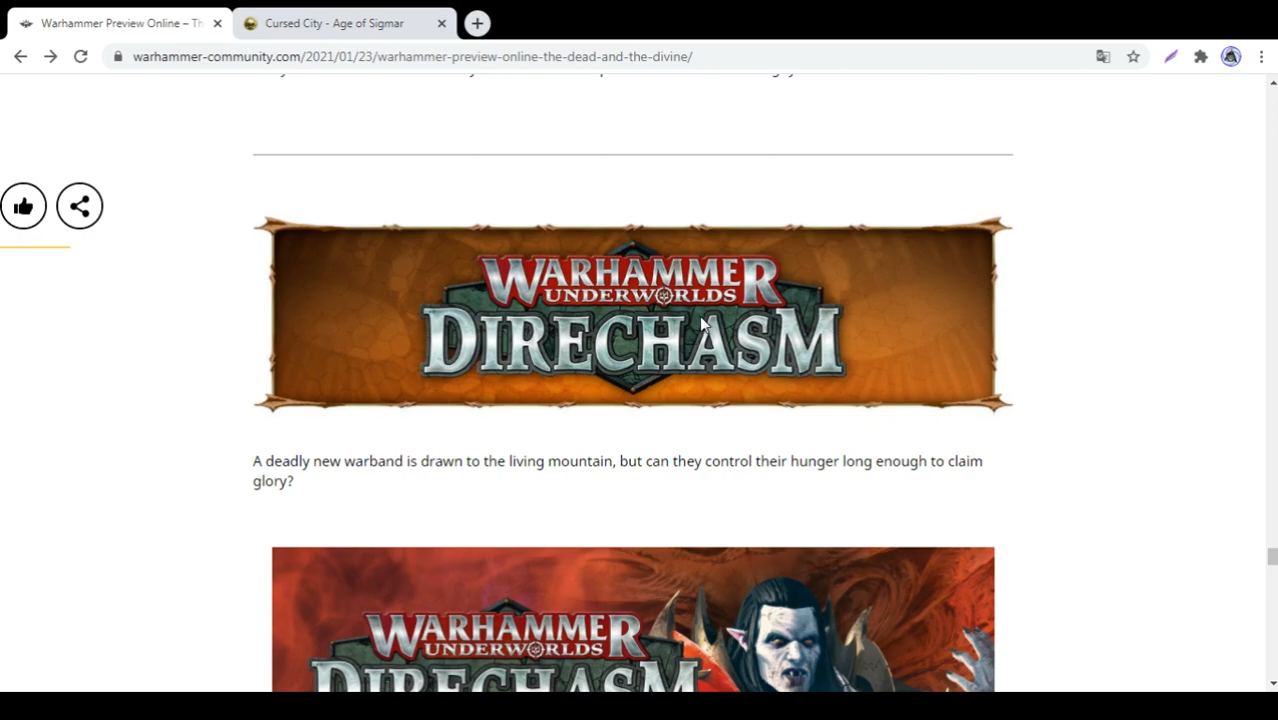 Warhammer Preview Online – Th
Cursed City - Age of Sigmar
warhammer-community.com/2021/01/23/warhammer-preview-online-the-dead-and-the-divine/
WARHAMMER
UNDERWORLDS
DIRECHASM
A deadly new warband is drawn to the living mountain, but can they control their hunger long enough to claim
glory?
WARHAMMER
UNDERWORLDS
DIRECHASM